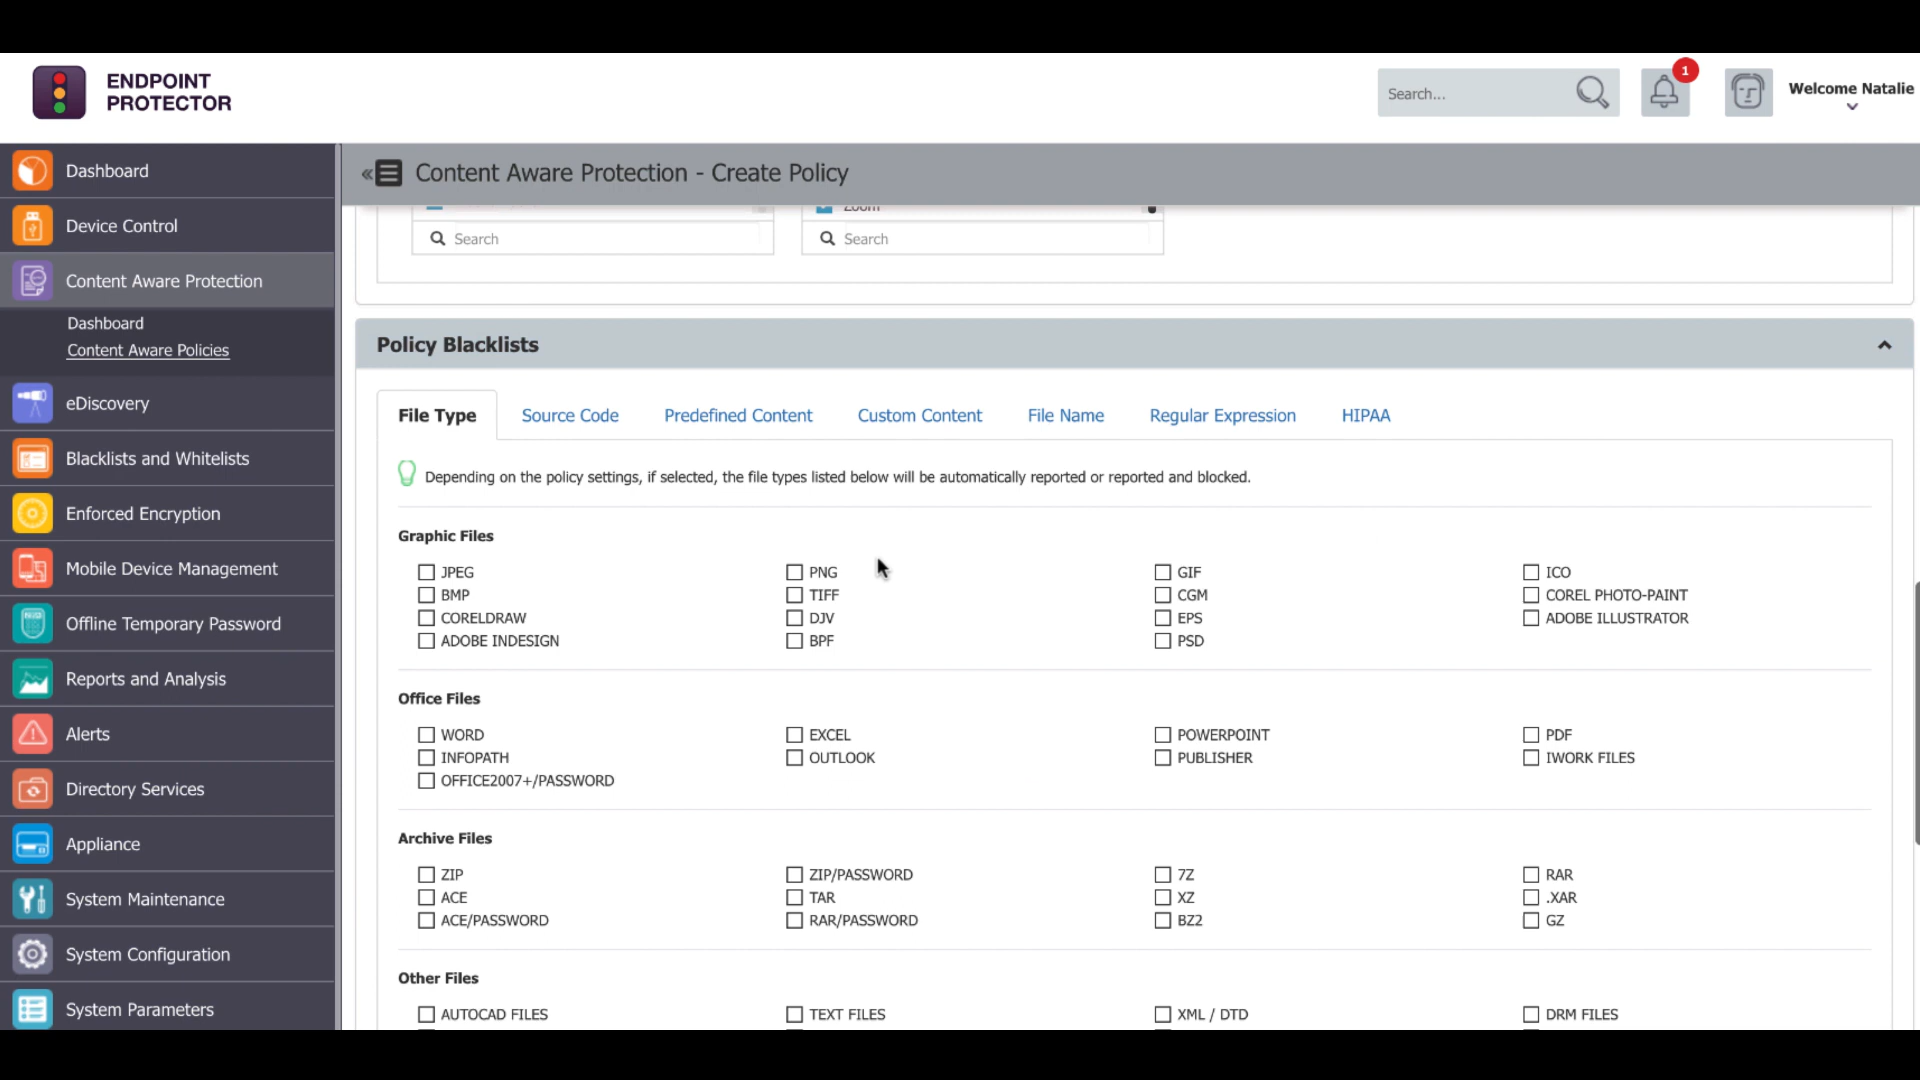 ENDPOINT
PROTECTOR
Search...
1
Welcome Natalie
Dashboard
Device Control
Content Aware Protection
Dashboard
Content Aware Policies
eDiscovery
Blacklists and Whitelists
Enforced Encryption
Mobile Device Management
Offline Temporary Password
Reports and Analysis
Alerts
Directory Services
Appliance
System Maintenance
System Configuration
System Parameters
« Content Aware Protection - Create Policy
Zoom
Search Search
Policy Blacklists
File Type Source Code Predefined Content Custom Content File Name Regular Expression HIPAA
Depending on the policy settings, if selected, the file types listed below will be automatically reported or reported and blocked.
Graphic Files
JPEG PNG GIF ICO
BMP TIFF CGM COREL PHOTO-PAINT
CORELDRAW DJV EPS ADOBE ILLUSTRATOR
ADOBE INDESIGN BPF PSD
Office Files
WORD EXCEL POWERPOINT PDF
INFOPATH OUTLOOK PUBLISHER IWORK FILES
OFFICE2007+/PASSWORD
Archive Files
ZIP ZIP/PASSWORD 7Z RAR
ACE TAR XZ .XAR
ACE/PASSWORD RAR/PASSWORD BZ2 GZ
Other Files
AUTOCAD FILES TEXT FILES XML / DTD DRM FILES